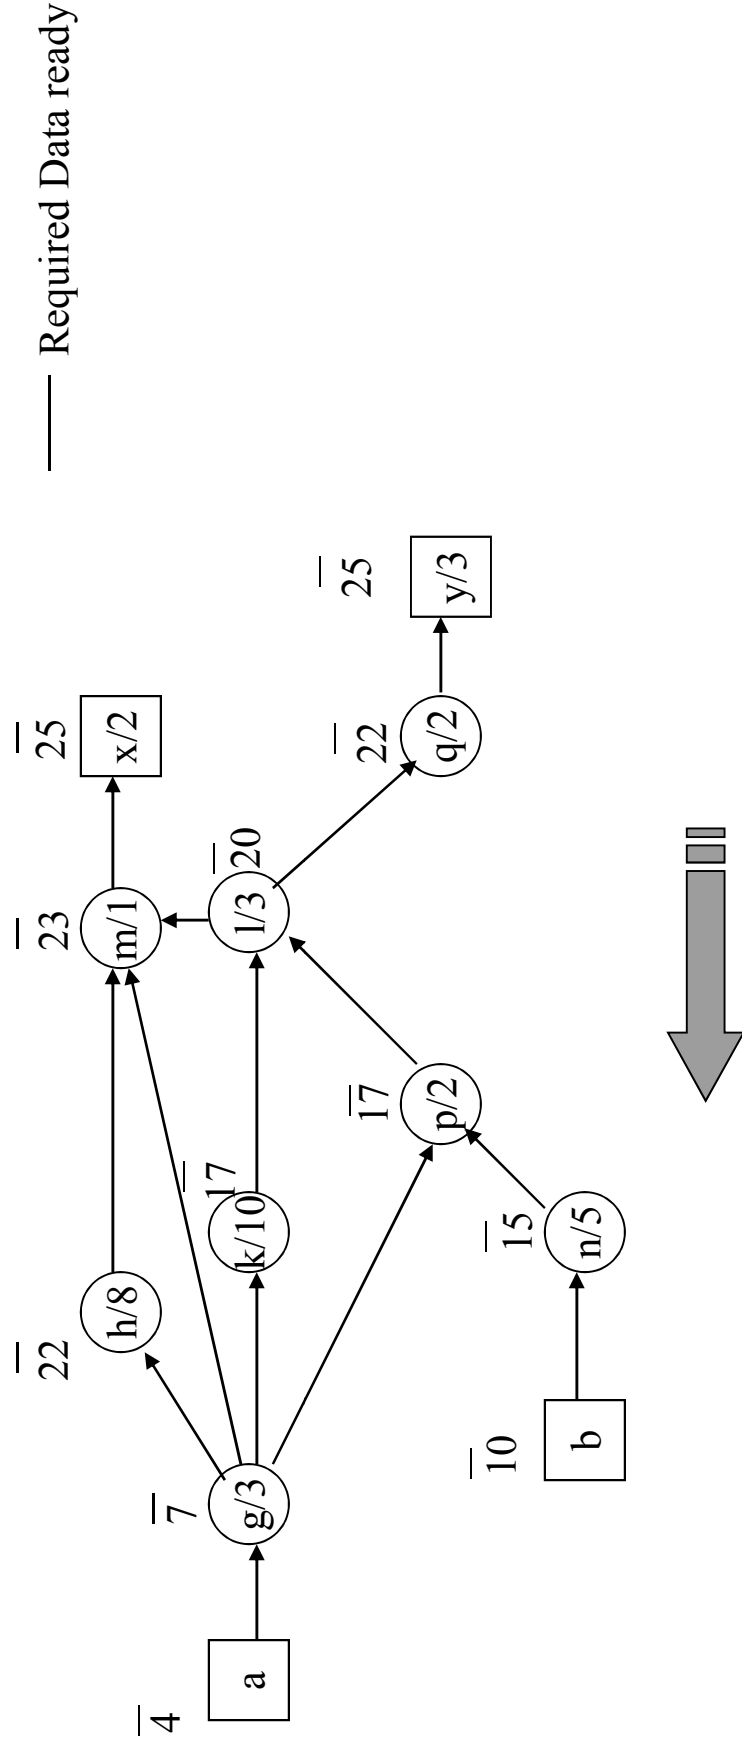 Required Data ready
25
x/2
23
m/1
22
h/8
20
l/3
17
k/10
7
g/3
4
a
25
y/3
22
q/2
17
p/2
15
n/5
10
b